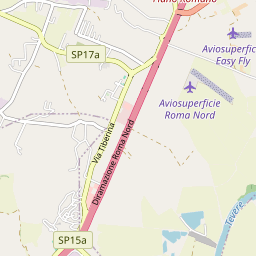 Fiano Romano
SP17a
Aviosuperficie
Easy Fly
Aviosuperficie
Roma Nord
Via Tiberina
Diramazione Roma Nord
Tevere
SP15a